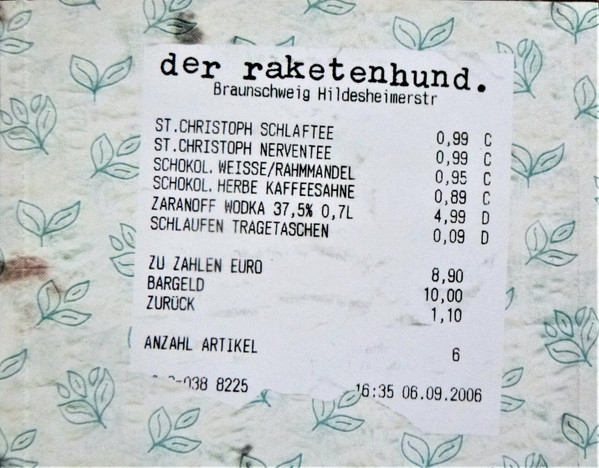 der raketenhund.
Braunschweig Hildesheimerstr
ST.CHRISTOPH SCHLAFTEE 0,99 C
ST.CHRISTOPH NERVENTEE 0,99 C
SCHOKOL. WEISSE/RAHMMANDEL 0,95 C
SCHOKOL. HERBE KAFFEESAHNE 0,89 C
ZARANOFF WODKA 37,5% 0,7L 4,99 D
SCHLAUFEN TRAGETASCHEN 0,09 D
ZU ZAHLEN EURO 8,90
BARGELD 10,00
ZURÜCK 1,10
ANZAHL ARTIKEL 6
8225 16:35 06.09.2006